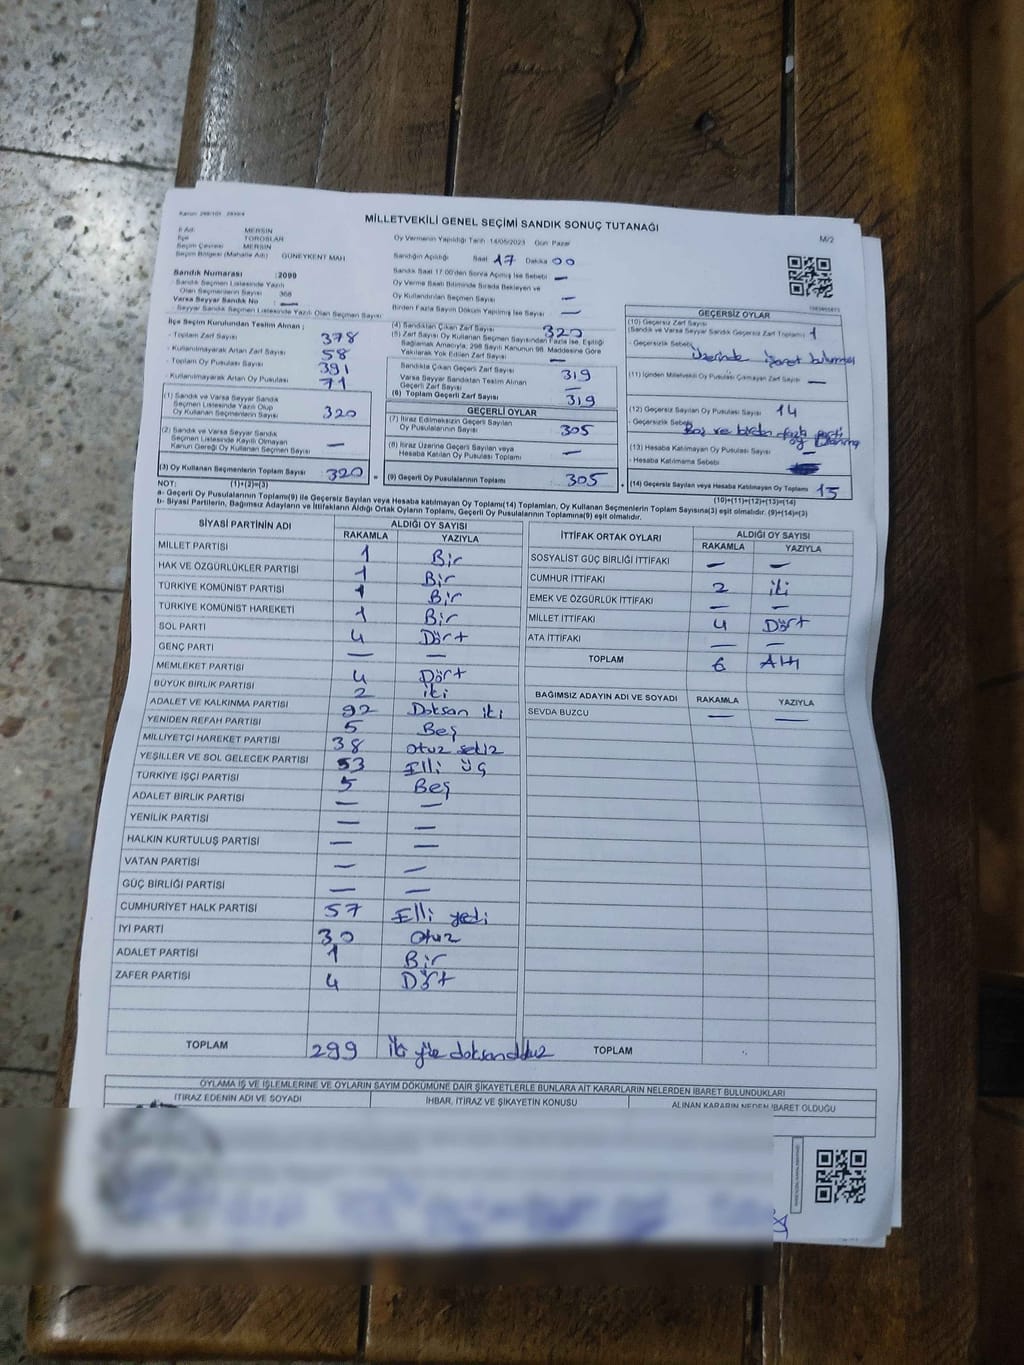 MİLLETVEKİLİ GENEL SEÇİMİ SANDIK SONUÇ TUTANAĞI
M/2
İl Adı MERSİN
İlçe TOROSLAR
Seçim Çevresi MERSİN
Seçim Bölgesi (Mahalle Adı) GÜNEYKENT MAH.
Sandık Numarası :2099
Sandık Seçmen Listesinde Yazılı
Olan Seçmenlerin Sayısı 368
Varsa Seyyar Sandık No : —
Seyyar Sandık Seçmen Listesinde Yazılı Olan Seçmen Sayısı
Oy Vermenin Yapıldığı Tarih 14/05/2023 Gün Pazar
Sandığın Açıldığı Saat 17 Dakika 00
Sandık Saat 17.00'den Sonra Açılmış İse Sebebi —
Oy Verme Saati Bitiminde Sırada Bekleyen ve
Oy Kullandırılan Seçmen Sayısı —
Birden Fazla Sayım Döküm Yapılmış İse Sayısı —
İlçe Seçim Kurulundan Teslim Alınan ;
- Toplam Zarf Sayısı 378
- Kullanılmayarak Artan Zarf Sayısı 58
- Toplam Oy Pusulası Sayısı 391
- Kullanılmayarak Artan Oy Pusulası 71
(1) Sandık ve Varsa Seyyar Sandık
Seçmen Listesinde Yazılı Olup
Oy Kullanan Seçmenlerin Sayısı 320
(2) Sandık ve Varsa Seyyar Sandık
Seçmen Listesinde Kayıtlı Olmayan
Kanun Gereği Oy Kullanan Seçmen Sayısı —
(3) Oy Kullanan Seçmenlerin Toplam Sayısı 320
(4) Sandıktan Çıkan Zarf Sayısı 320
(5) Zarf Sayısı Oy Kullanan Seçmen Sayısından Fazla İse, Eşitliği
Sağlamak Amacıyla, 298 Sayılı Kanunun 98. Maddesine Göre
Yakılarak Yok Edilen Zarf Sayısı —
Sandıkta Çıkan Geçerli Zarf Sayısı 319
Varsa Seyyar Sandıktan Teslim Alınan
Geçerli Zarf Sayısı —
(6) Toplam Geçerli Zarf Sayısı 319
GEÇERLİ OYLAR
(7) İtiraz Edilmeksizin Geçerli Sayılan
Oy Pusulalarının Sayısı 305
(8) İtiraz Üzerine Geçerli Sayılan veya
Hesaba Katılan Oy Pusulası Toplamı —
= (9) Geçerli Oy Pusulalarının Toplamı 305
GEÇERSİZ OYLAR
(10) Geçersiz Zarf Sayısı
(Sandık ve Varsa Seyyar Sandık Geçersiz Zarf Toplamı) 1
- Geçersizlik Sebebi
Üzerinde işaret bulunması
(11) İçinden Milletvekili Oy Pusulası Çıkmayan Zarf Sayısı —
(12) Geçersiz Sayılan Oy Pusulası Sayısı 14
- Geçersizlik Sebebi
Boş ve birden fazla parti
(13) Hesaba Katılmayan Oy Pusulası Sayısı —
- Hesaba Katılmama Sebebi
+ (14) Geçersiz Sayılan veya Hesaba Katılmayan Oy Toplamı 15
NOT: (1)+(2)=(3) (10)+(11)+(12)+(13)=(14)
a- Geçerli Oy Pusulalarının Toplamı(9) ile Geçersiz Sayılan veya Hesaba katılmayan Oy Toplamı(14) Toplamları, Oy Kullanan Seçmenlerin Toplam Sayısına(3) eşit olmalıdır. (9)+(14)=(3)
b- Siyasi Partilerin, Bağımsız Adayların ve İttifakların Aldığı Ortak Oyların Toplamı, Geçerli Oy Pusulalarının Toplamına(9) eşit olmalıdır.
SİYASİ PARTİNİN ADI ALDIĞI OY SAYISI
RAKAMLA YAZIYLA
MİLLET PARTİSİ 1 Bir
HAK VE ÖZGÜRLÜKLER PARTİSİ 1 Bir
TÜRKİYE KOMÜNİST PARTİSİ 1 Bir
TÜRKİYE KOMÜNİST HAREKETİ 1 Bir
SOL PARTİ 4 Dört
GENÇ PARTİ — —
MEMLEKET PARTİSİ 4 Dört
BÜYÜK BİRLİK PARTİSİ 2 iki
ADALET VE KALKINMA PARTİSİ 92 Doksan iki
YENİDEN REFAH PARTİSİ 5 Beş
MİLLİYETÇİ HAREKET PARTİSİ 38 otuz sekiz
YEŞİLLER VE SOL GELECEK PARTİSİ 53 Elli üç
TÜRKİYE İŞÇİ PARTİSİ 5 Beş
ADALET BİRLİK PARTİSİ — —
YENİLİK PARTİSİ — —
HALKIN KURTULUŞ PARTİSİ — —
VATAN PARTİSİ — —
GÜÇ BİRLİĞİ PARTİSİ — —
CUMHURİYET HALK PARTİSİ 57 Elli yedi
İYİ PARTİ 30 Otuz
ADALET PARTİSİ 1 Bir
ZAFER PARTİSİ 4 Dört
TOPLAM 299 iki yüz doksandokuz
İTTİFAK ORTAK OYLARI ALDIĞI OY SAYISI
RAKAMLA YAZIYLA
SOSYALİST GÜÇ BİRLİĞİ İTTİFAKI — —
CUMHUR İTTİFAKI 2 iki
EMEK VE ÖZGÜRLÜK İTTİFAKI — —
MİLLET İTTİFAKI 4 Dört
ATA İTTİFAKI — —
TOPLAM 6 Altı
BAĞIMSIZ ADAYIN ADI VE SOYADI RAKAMLA YAZIYLA
SEVDA BUZCU — —
TOPLAM
OYLAMA İŞ VE İŞLEMLERİNE VE OYLARIN SAYIM DÖKÜMÜNE DAİR ŞİKAYETLERLE BUNLARA AİT KARARLARIN NELERDEN İBARET BULUNDUKLARI
İTİRAZ EDENİN ADI VE SOYADI İHBAR, İTİRAZ VE ŞİKAYETİN KONUSU ALINAN KARARIN NEDEN İBARET OLDUĞU